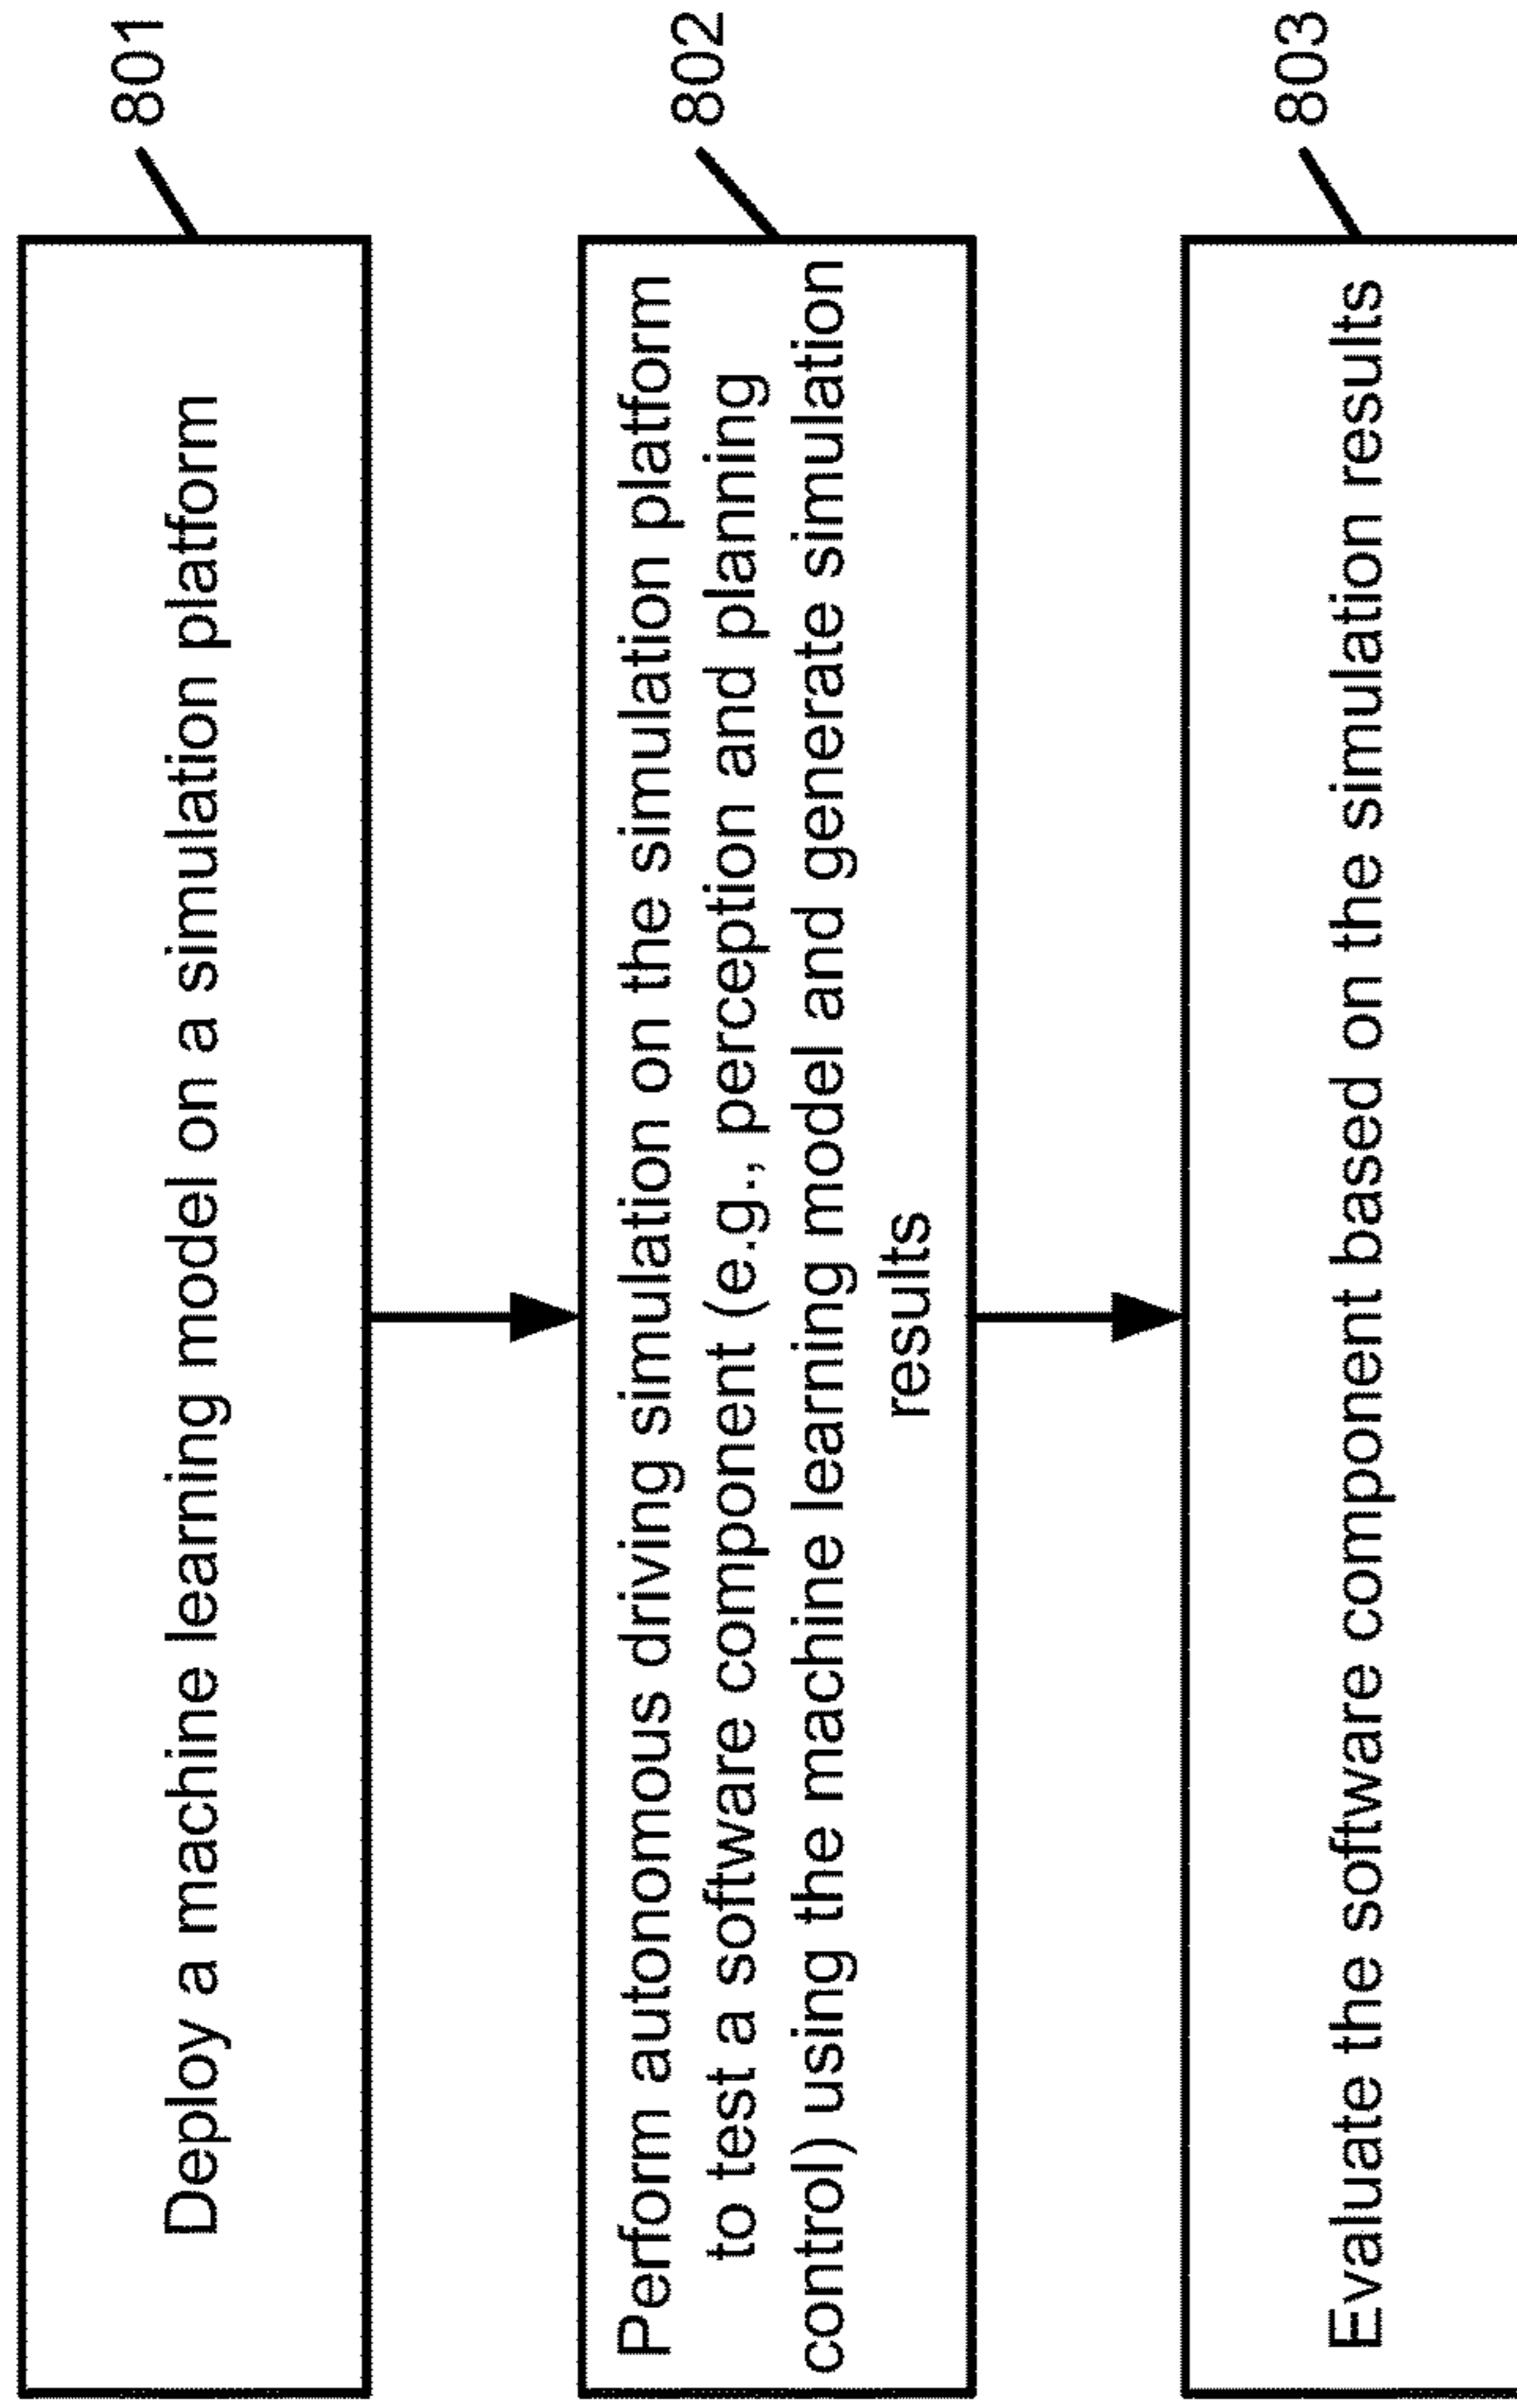 801
Deploy a machine learning model on a simulation platform
802
Perform autonomous driving simulation on the simulation platform
to test a software component (e.g., perception and planning
control) using the machine learning model and generate simulation
results
803
Evaluate the software component based on the simulation results